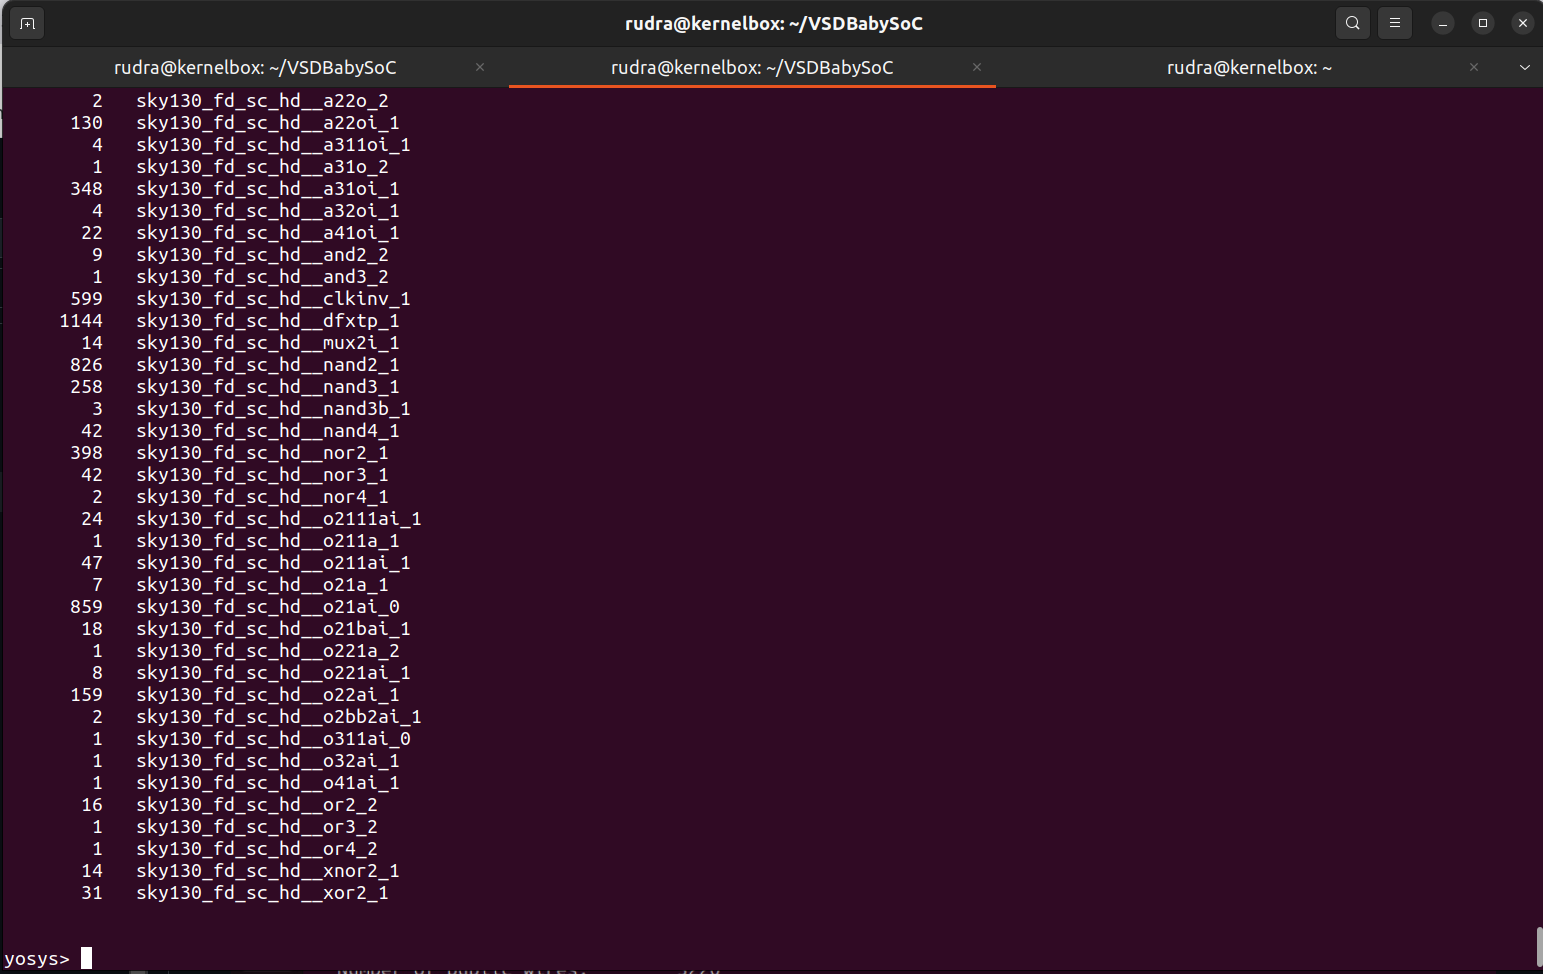 rudra@kernelbox: ~/VSDBabySoC
rudra@kernelbox: ~/VSDBabySoC × rudra@kernelbox: ~/VSDBabySoC × rudra@kernelbox: ~ ×
2 sky130_fd_sc_hd__a22o_2
130 sky130_fd_sc_hd__a22oi_1
4 sky130_fd_sc_hd__a311oi_1
1 sky130_fd_sc_hd__a31o_2
348 sky130_fd_sc_hd__a31oi_1
4 sky130_fd_sc_hd__a32oi_1
22 sky130_fd_sc_hd__a41oi_1
9 sky130_fd_sc_hd__and2_2
1 sky130_fd_sc_hd__and3_2
599 sky130_fd_sc_hd__clkinv_1
1144 sky130_fd_sc_hd__dfxtp_1
14 sky130_fd_sc_hd__mux2i_1
826 sky130_fd_sc_hd__nand2_1
258 sky130_fd_sc_hd__nand3_1
3 sky130_fd_sc_hd__nand3b_1
42 sky130_fd_sc_hd__nand4_1
398 sky130_fd_sc_hd__nor2_1
42 sky130_fd_sc_hd__nor3_1
2 sky130_fd_sc_hd__nor4_1
24 sky130_fd_sc_hd__o2111ai_1
1 sky130_fd_sc_hd__o211a_1
47 sky130_fd_sc_hd__o211ai_1
7 sky130_fd_sc_hd__o21a_1
859 sky130_fd_sc_hd__o21ai_0
18 sky130_fd_sc_hd__o21bai_1
1 sky130_fd_sc_hd__o221a_2
8 sky130_fd_sc_hd__o221ai_1
159 sky130_fd_sc_hd__o22ai_1
2 sky130_fd_sc_hd__o2bb2ai_1
1 sky130_fd_sc_hd__o311ai_0
1 sky130_fd_sc_hd__o32ai_1
1 sky130_fd_sc_hd__o41ai_1
16 sky130_fd_sc_hd__or2_2
1 sky130_fd_sc_hd__or3_2
1 sky130_fd_sc_hd__or4_2
14 sky130_fd_sc_hd__xnor2_1
31 sky130_fd_sc_hd__xor2_1
yosys>